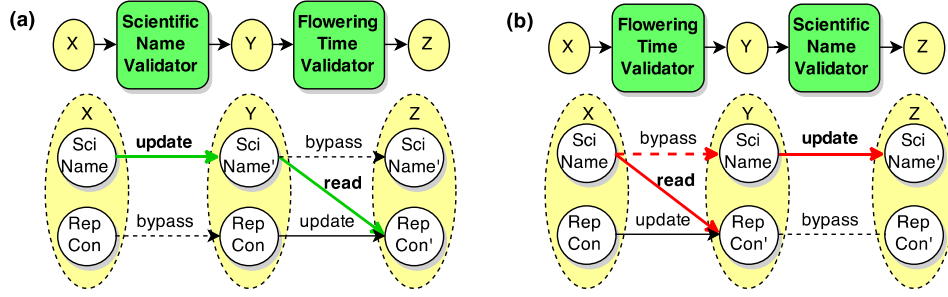 (a)
X
Scientific
Name
Validator
Y
Flowering
Time
Validator
Z
X
Y
Z
Sci
Name
update
Sci
Name'
bypass
Sci
Name'
read
Rep
Con
bypass
Rep
Con
update
Rep
Con'
(b)
X
Flowering
Time
Validator
Y
Scientific
Name
Validator
Z
X
Y
Z
Sci
Name
bypass
Sci
Name
update
Sci
Name'
read
Rep
Con
update
Rep
Con'
bypass
Rep
Con'